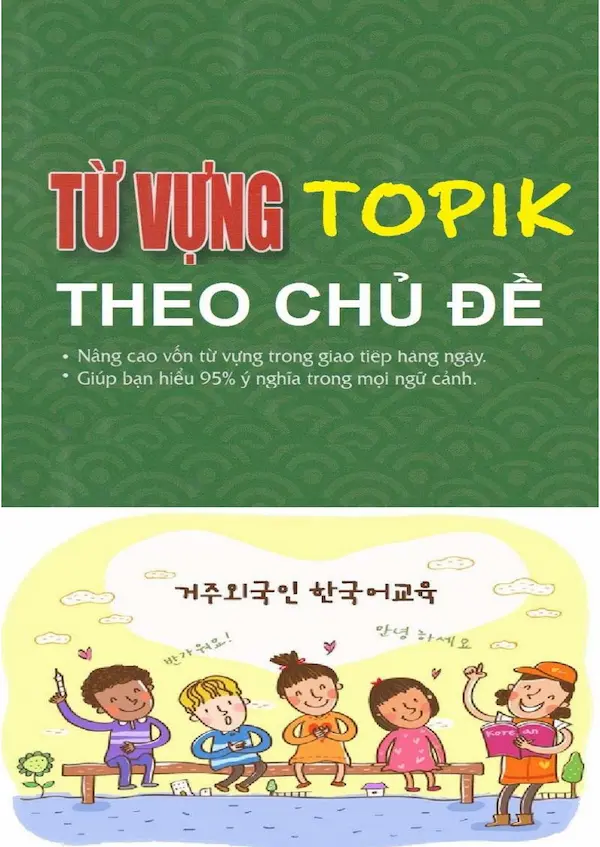 TỪ VỰNG TOPIK
THEO CHỦ ĐỀ
• Nâng cao vốn từ vựng trong giao tiếp hàng ngày.
• Giúp bạn hiểu 95% ý nghĩa trong mọi ngữ cảnh.
거주외국인 한국어교육
반가워요!
안녕 하세요
Korean